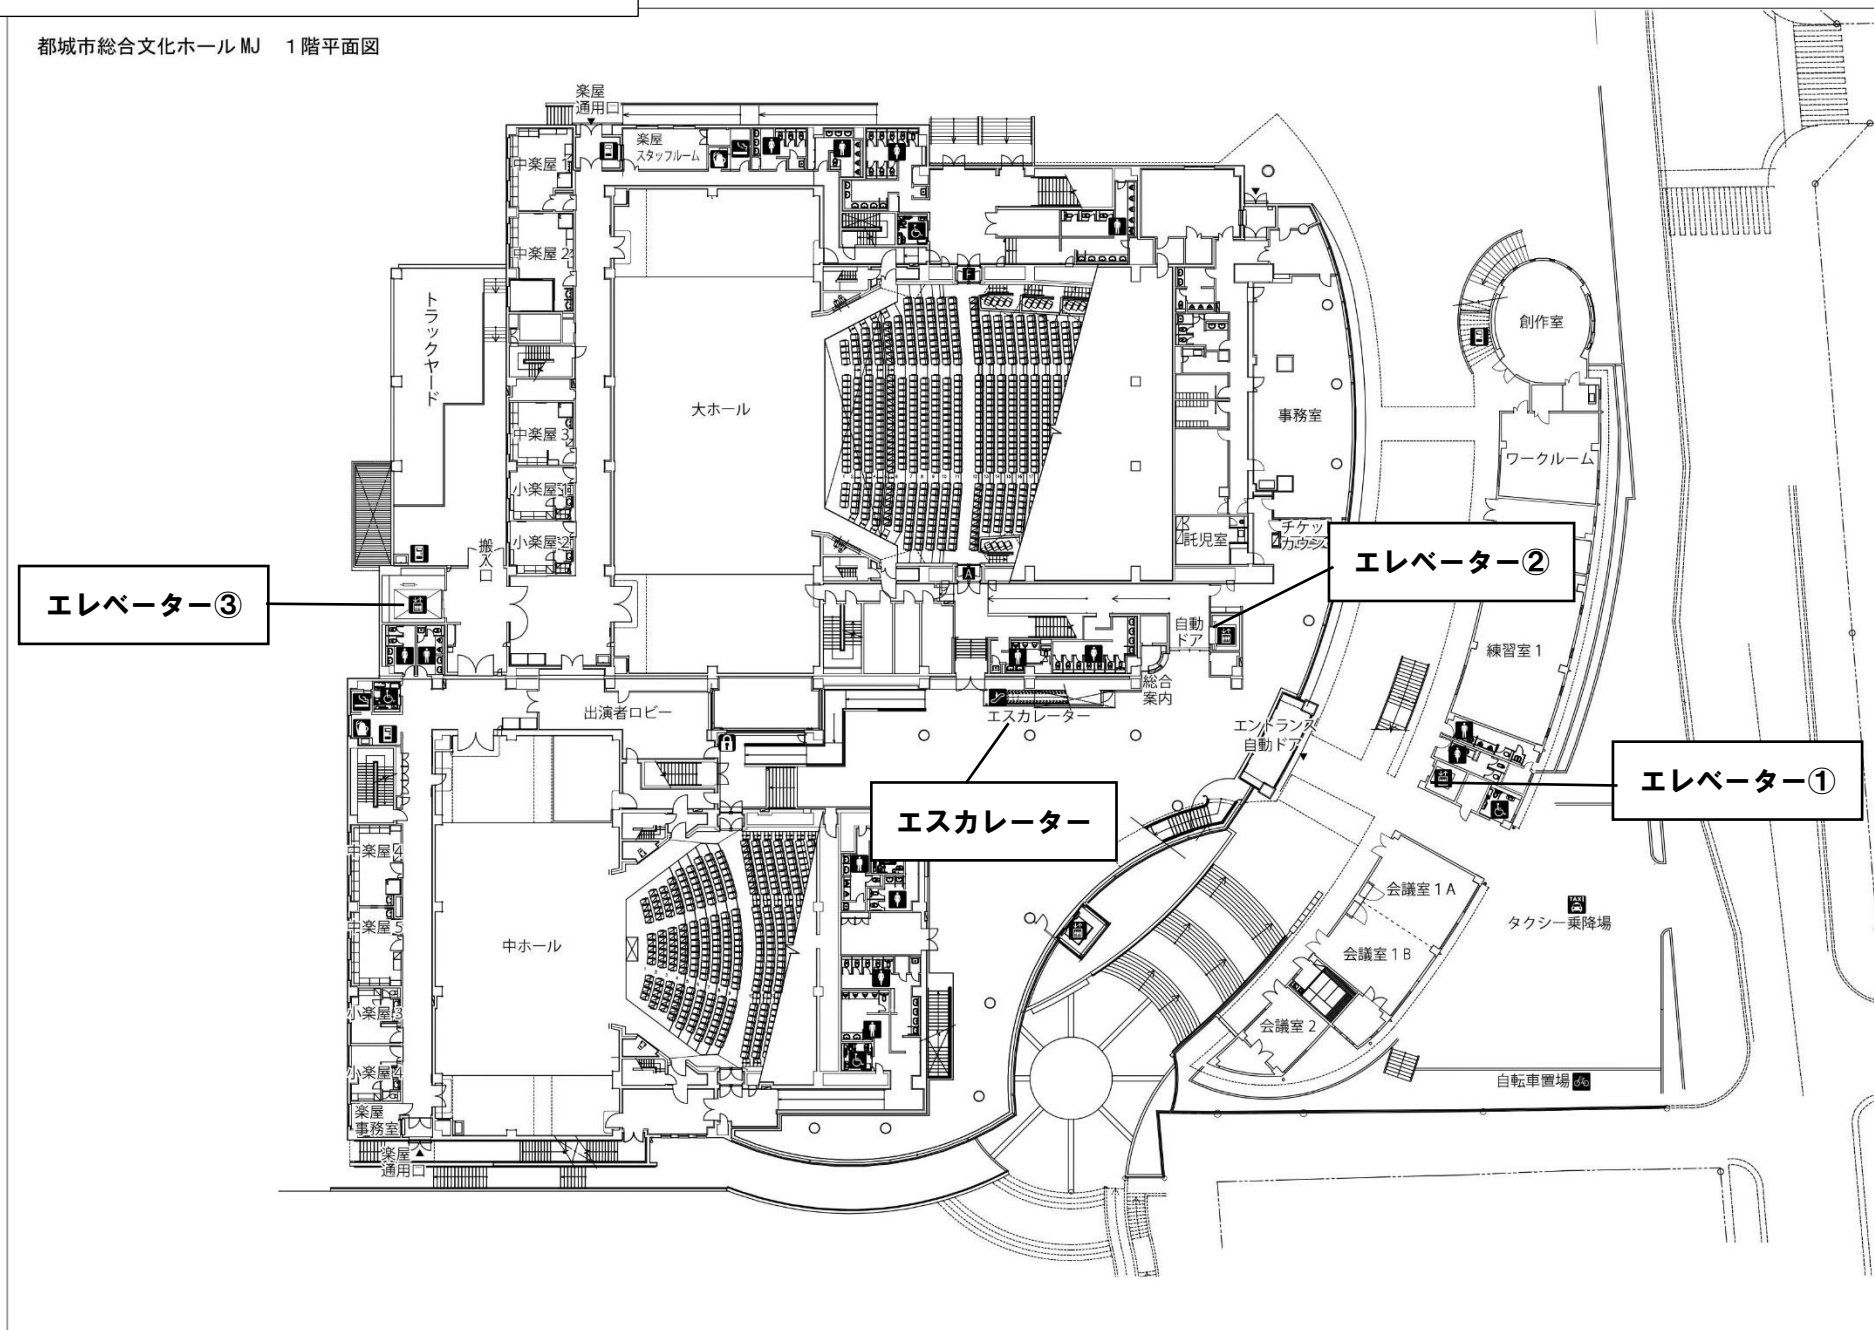 都城市総合文化ホールMJ　1階平面図
楽屋
通用口
楽屋
スタッフルーム
中楽屋1
中楽屋2
トラックヤード
中楽屋3
小楽屋1
小楽屋2
搬入口
大ホール
F
A
事務室
創作室
ワークルーム
託児室
チケット
カウンター
エレベーター②
エレベーター③
自動
ドア
練習室1
総合
案内
出演者ロビー
エスカレーター
エントランス
自動ドア
エレベーター①
エスカレーター
中楽屋4
中楽屋5
中ホール
会議室1A
会議室1B
会議室2
TAXI
タクシー乗降場
小楽屋3
小楽屋4
楽屋
事務室
楽屋
通用口
自転車置場